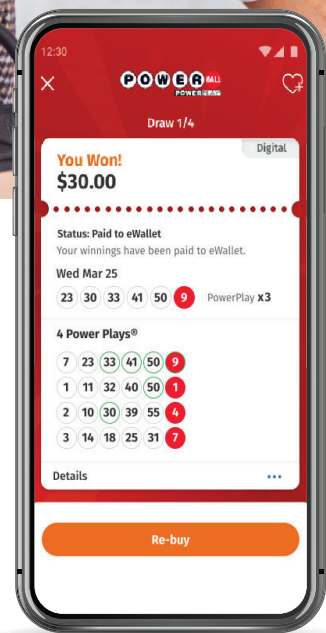 12:30
POWERBALL
POWERPLAY
Draw 1/4
Digital
You Won!
$30.00
Status: Paid to eWallet
Your winnings have been paid to eWallet.
Wed Mar 25
23 30 33 41 50 9 PowerPlay x3
4 Power Plays®
7 23 33 41 50 9
1 11 32 40 50 1
2 10 30 39 55 4
3 14 18 25 31 7
Details
Re-buy